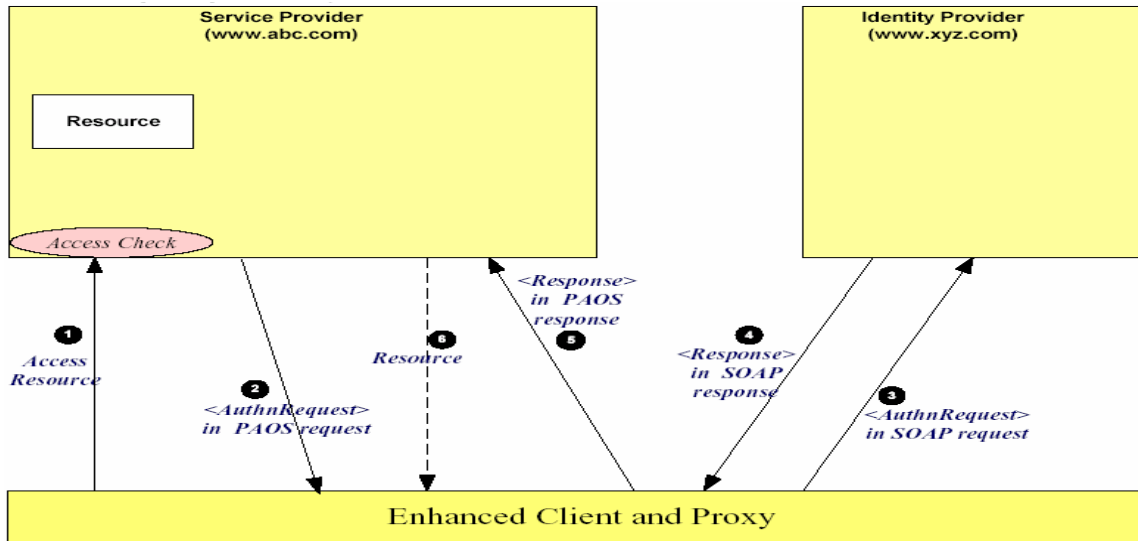 Service Provider
(www.abc.com)
Identity Provider
(www.xyz.com)
Resource
Access Check
1
Access
Resource
2
<AuthnRequest>
in PAOS request
6
Resource
<Response>
in PAOS
response
5
4
<Response>
in SOAP
response
3
<AuthnRequest>
in SOAP request
Enhanced Client and Proxy